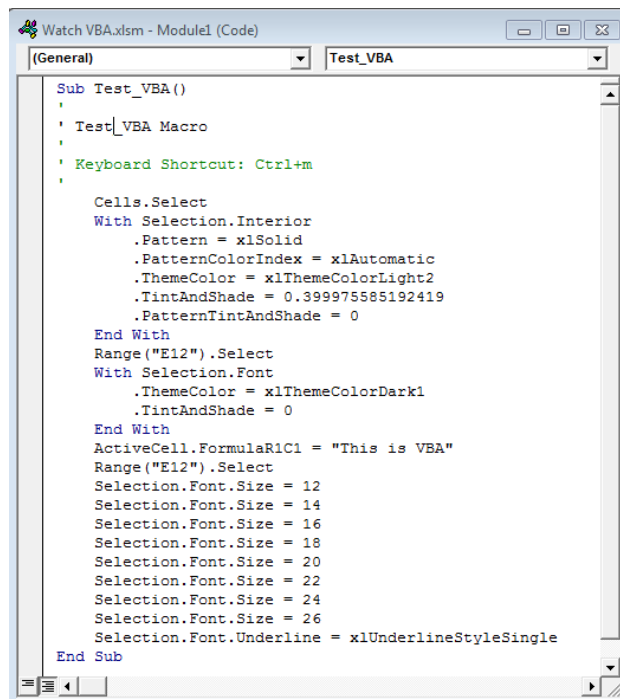 Watch VBA.xlsm - Module1 (Code)
(General) Test_VBA
Sub Test_VBA()
'
' Test_VBA Macro
'
' Keyboard Shortcut: Ctrl+m
'
    Cells.Select
    With Selection.Interior
        .Pattern = xlSolid
        .PatternColorIndex = xlAutomatic
        .ThemeColor = xlThemeColorLight2
        .TintAndShade = 0.399975585192419
        .PatternTintAndShade = 0
    End With
    Range("E12").Select
    With Selection.Font
        .ThemeColor = xlThemeColorDark1
        .TintAndShade = 0
    End With
    ActiveCell.FormulaR1C1 = "This is VBA"
    Range("E12").Select
    Selection.Font.Size = 12
    Selection.Font.Size = 14
    Selection.Font.Size = 16
    Selection.Font.Size = 18
    Selection.Font.Size = 20
    Selection.Font.Size = 22
    Selection.Font.Size = 24
    Selection.Font.Size = 26
    Selection.Font.Underline = xlUnderlineStyleSingle
End Sub